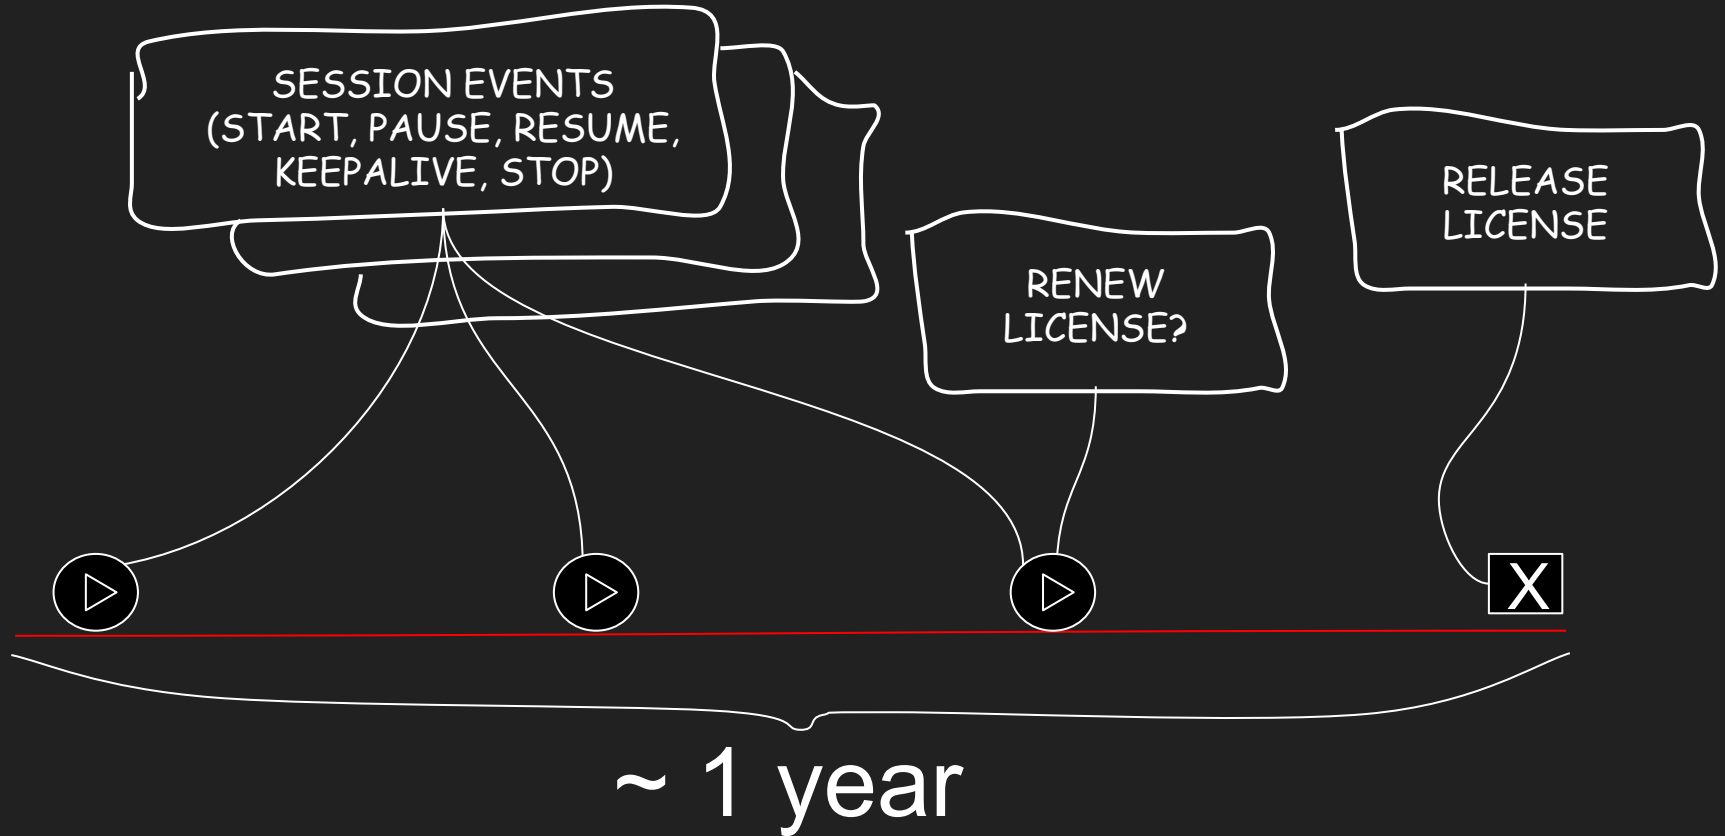 SESSION EVENTS
(START, PAUSE, RESUME,
KEEPALIVE, STOP)
RENEW
LICENSE?
RELEASE
LICENSE
X
~ 1 year